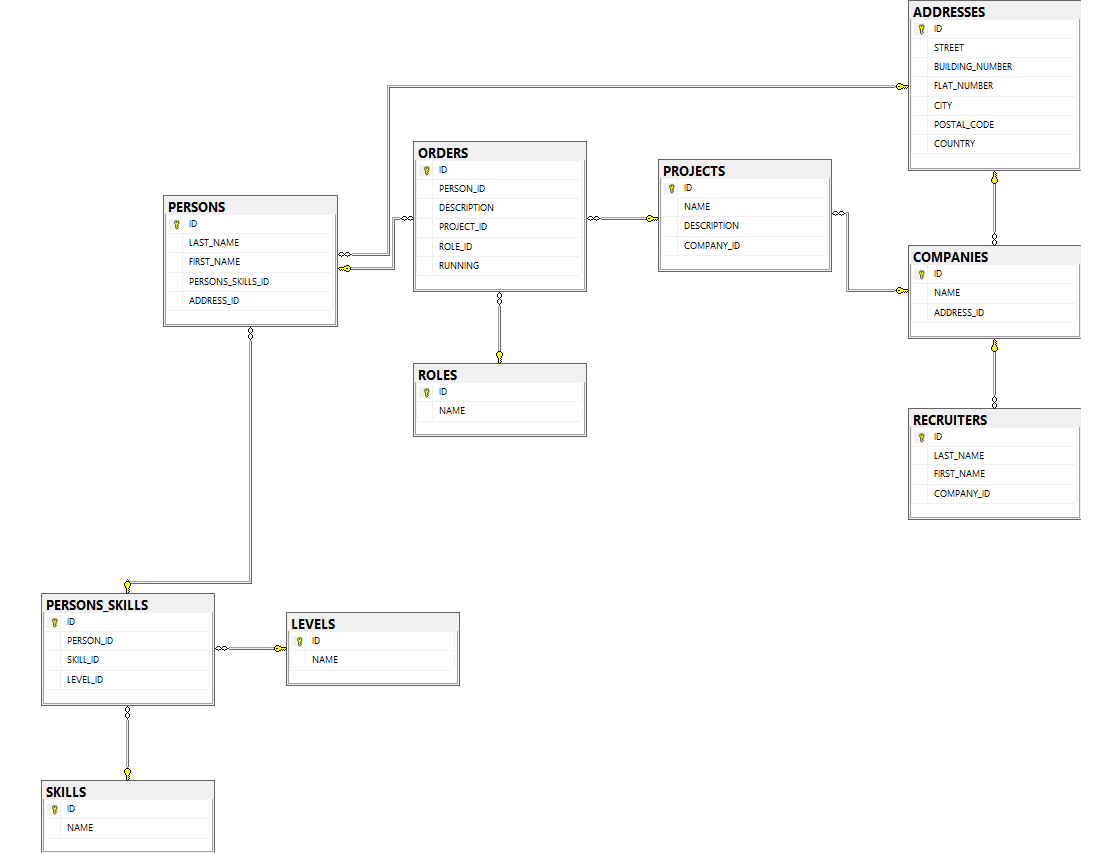 ADDRESSES
ID
STREET
BUILDING_NUMBER
FLAT_NUMBER
CITY
POSTAL_CODE
COUNTRY
ORDERS
ID
PERSON_ID
DESCRIPTION
PROJECT_ID
ROLE_ID
RUNNING
PROJECTS
ID
NAME
DESCRIPTION
COMPANY_ID
PERSONS
ID
LAST_NAME
FIRST_NAME
PERSONS_SKILLS_ID
ADDRESS_ID
COMPANIES
ID
NAME
ADDRESS_ID
ROLES
ID
NAME
RECRUITERS
ID
LAST_NAME
FIRST_NAME
COMPANY_ID
PERSONS_SKILLS
ID
PERSON_ID
SKILL_ID
LEVEL_ID
LEVELS
ID
NAME
SKILLS
ID
NAME